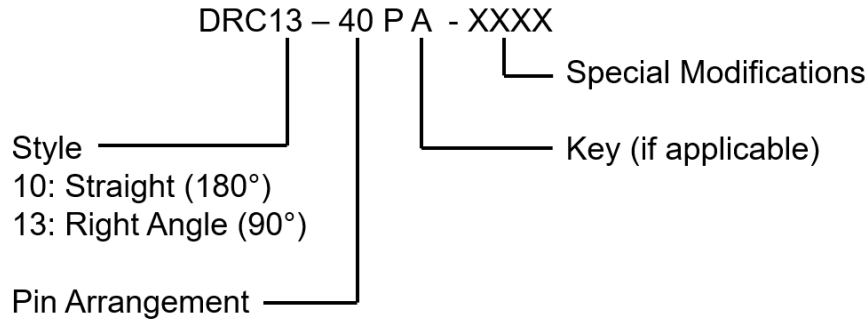 DRC13 – 40 P A - XXXX
Special Modifications
Style
Key (if applicable)
10: Straight (180°)
13: Right Angle (90°)
Pin Arrangement